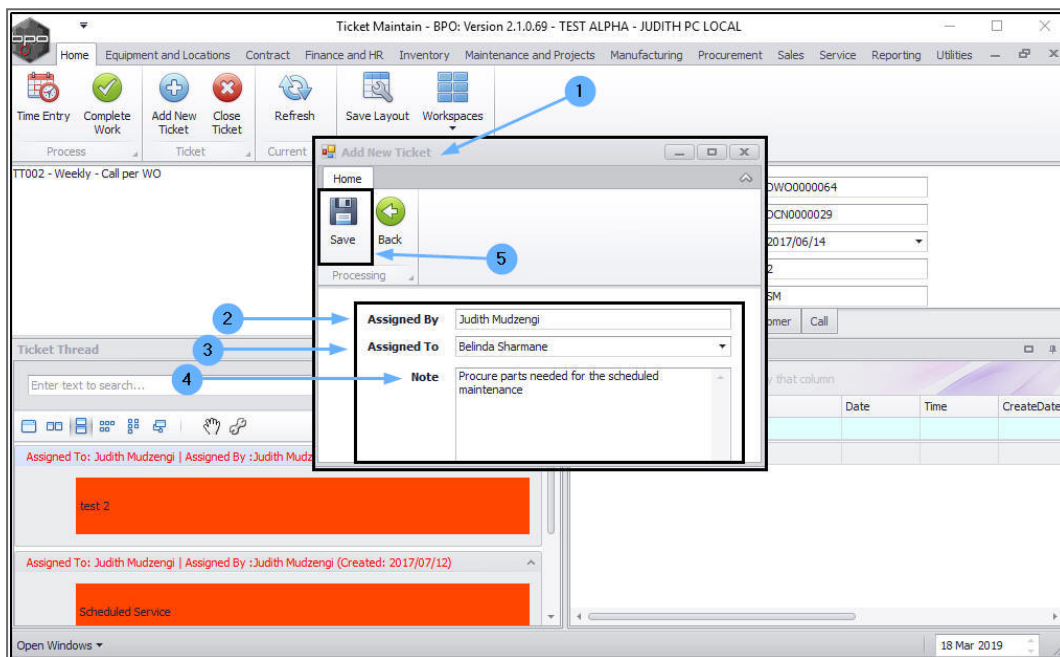 Ticket Maintain - BPO: Version 2.1.0.69 - TEST ALPHA - JUDITH PC LOCAL
bpo
Home Equipment and Locations Contract Finance and HR Inventory Maintenance and Projects Manufacturing Procurement Sales Service Reporting Utilities
Time Entry Complete Work Add New Ticket Close Ticket Refresh Save Layout Workspaces
Process Ticket Current
1
Add New Ticket
TT002 - Weekly - Call per WO
Home
Save Back
5
Processing
2
Assigned By Judith Mudzengi
3
Assigned To Belinda Sharmane
4
Note Procure parts needed for the scheduled
maintenance
OWO0000064
OCN0000029
2017/06/14
2
SM
omer Call
Ticket Thread
Enter text to search...
y that column
Date Time CreateDate
Assigned To: Judith Mudzengi | Assigned By :Judith Mudz
test 2
Assigned To: Judith Mudzengi | Assigned By :Judith Mudzengi (Created: 2017/07/12)
Scheduled Service
Open Windows
18 Mar 2019